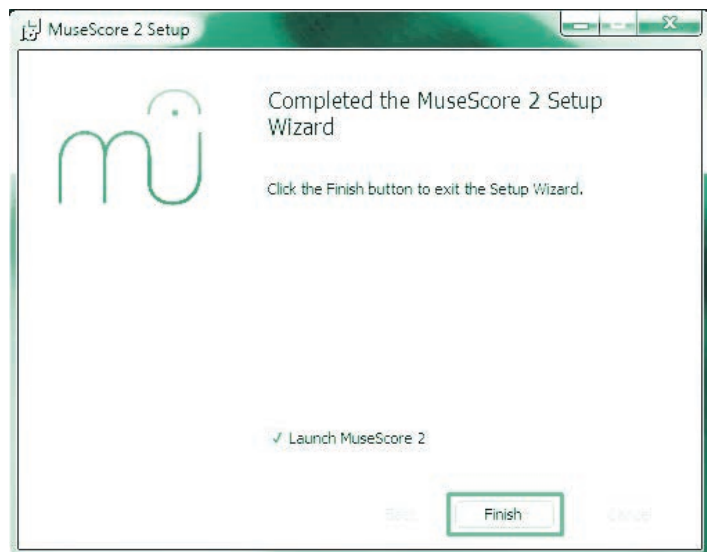 MuseScore 2 Setup
Completed the MuseScore 2 Setup
Wizard
Click the Finish button to exit the Setup Wizard.
Launch MuseScore 2
Finish
Cancel